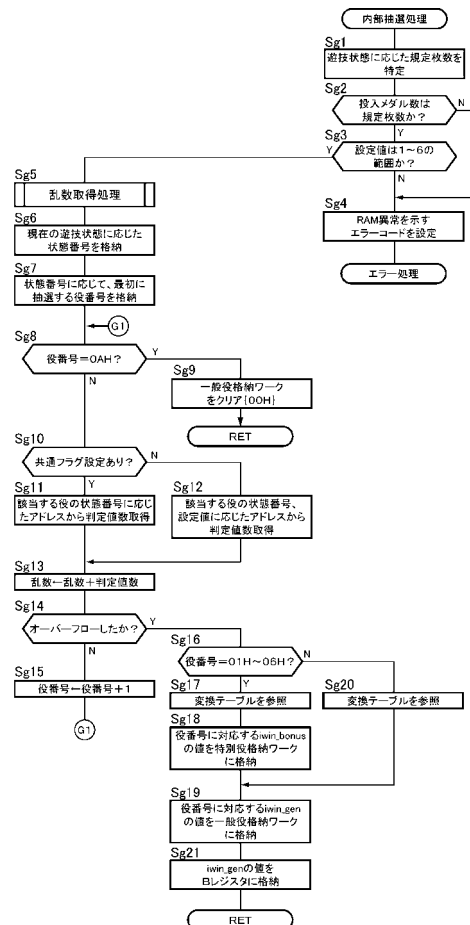 内部抽選処理
Sg1
遊技状態に応じた規定枚数を
特定
Sg2
投入メダル数は
規定枚数か？
N
Y
Sg3
設定値は1～6の
範囲か？
Y
N
Sg4
RAM異常を示す
エラーコードを設定
エラー処理
Sg5
乱数取得処理
Sg6
現在の遊技状態に応じた
状態番号を格納
Sg7
状態番号に応じて、最初に
抽選する役番号を格納
G1
Sg8
役番号=0AH？
Y
N
Sg9
一般役格納ワーク
をクリア{00H}
RET
Sg10
共通フラグ設定あり？
N
Y
Sg11
該当する役の状態番号に応じ
たアドレスから判定値数取得
Sg12
該当する役の状態番号、
設定値に応じたアドレスから
判定値数取得
Sg13
乱数←乱数+判定値数
Sg14
オーバーフローしたか？
Y
N
Sg15
役番号←役番号+1
G1
Sg16
役番号=01H～06H？
N
Y
Sg17
変換テーブルを参照
Sg20
変換テーブルを参照
Sg18
役番号に対応するiwin_bonus
の値を特別役格納ワーク
に格納
Sg19
役番号に対応するiwin_gen
の値を一般役格納ワーク
に格納
Sg21
iwin_genの値を
Bレジスタに格納
RET